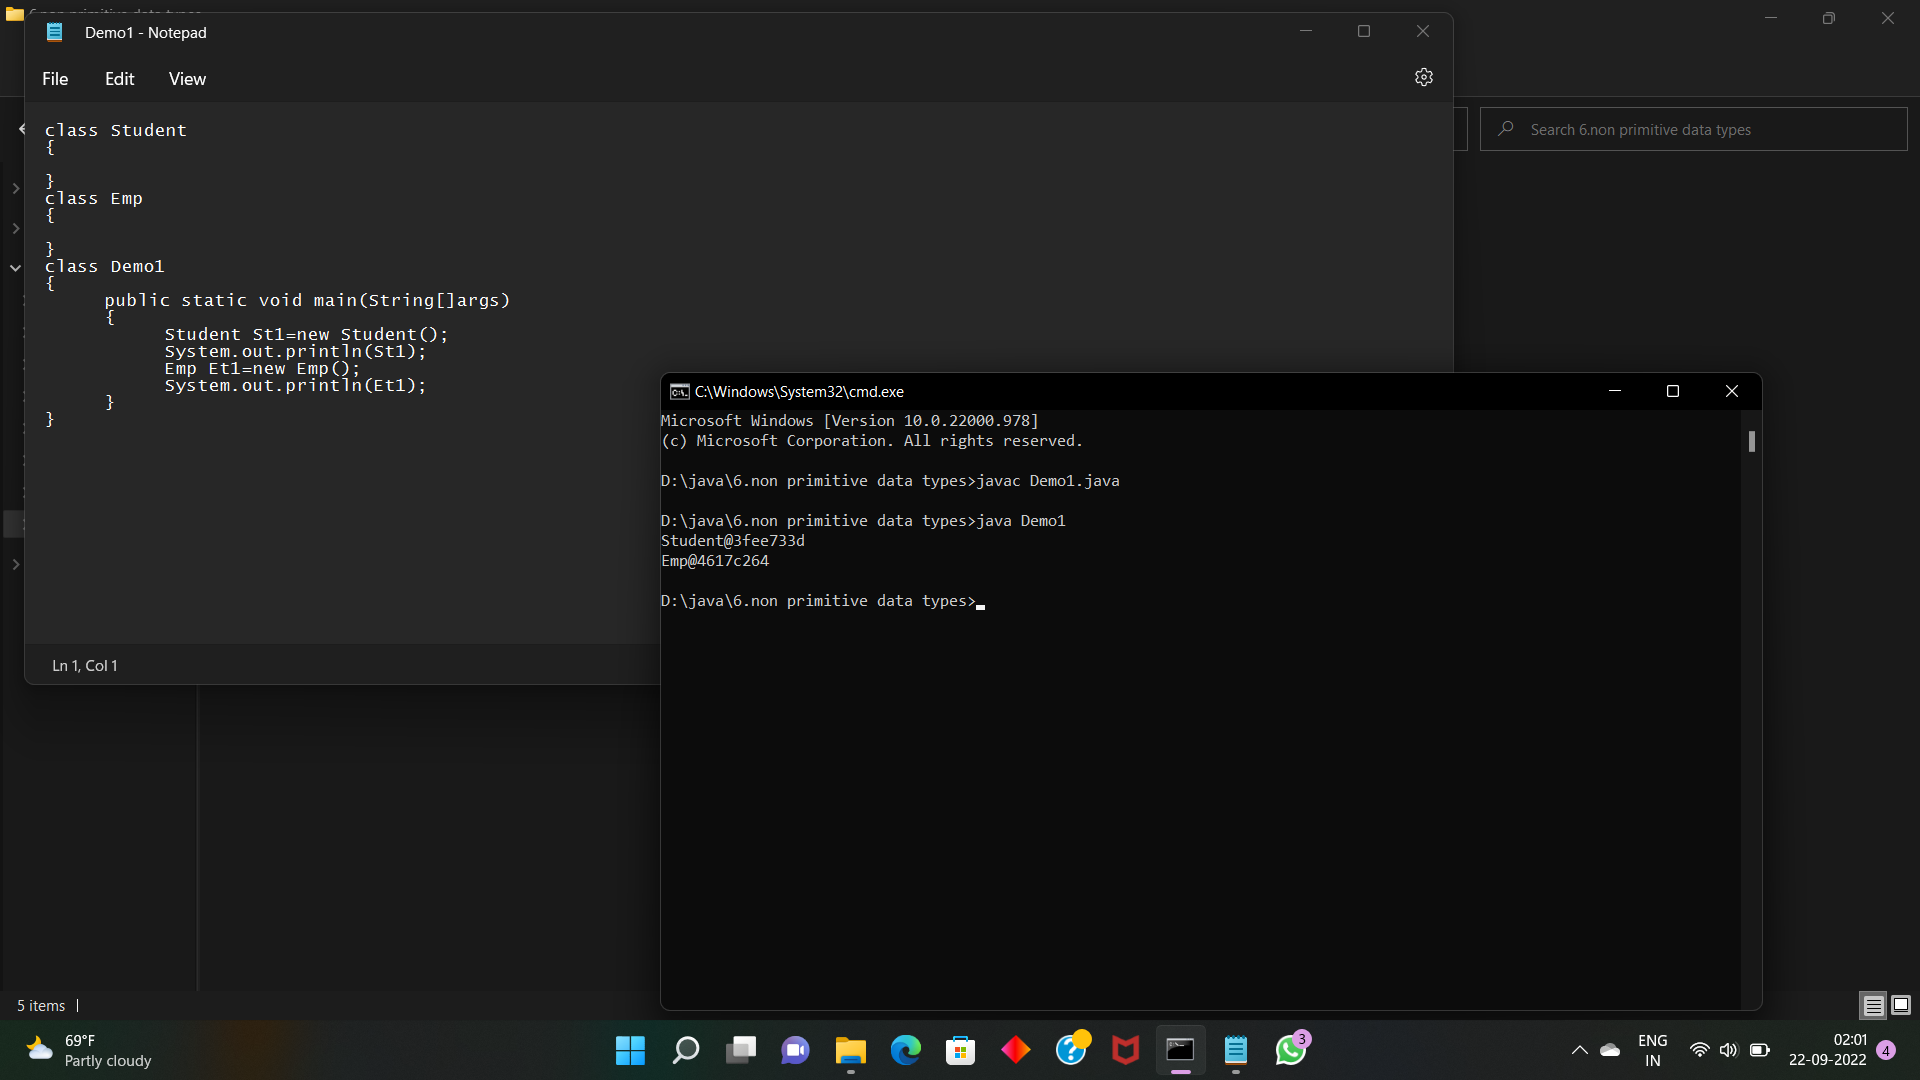 Demo1 - Notepad
File Edit View
class Student
{
}
class Emp
{
}
class Demo1
{
public static void main(String[]args)
{
Student St1=new Student();
System.out.println(St1);
Emp Et1=new Emp();
System.out.println(Et1);
}
}
Ln 1, Col 1
Search 6.non primitive data types
C:\Windows\System32\cmd.exe
Microsoft Windows [Version 10.0.22000.978]
(c) Microsoft Corporation. All rights reserved.
D:\java\6.non primitive data types>javac Demo1.java
D:\java\6.non primitive data types>java Demo1
Student@3fee733d
Emp@4617c264
D:\java\6.non primitive data types>
5 items
69°F
Partly cloudy
3
ENG
IN
02:01
22-09-2022
4